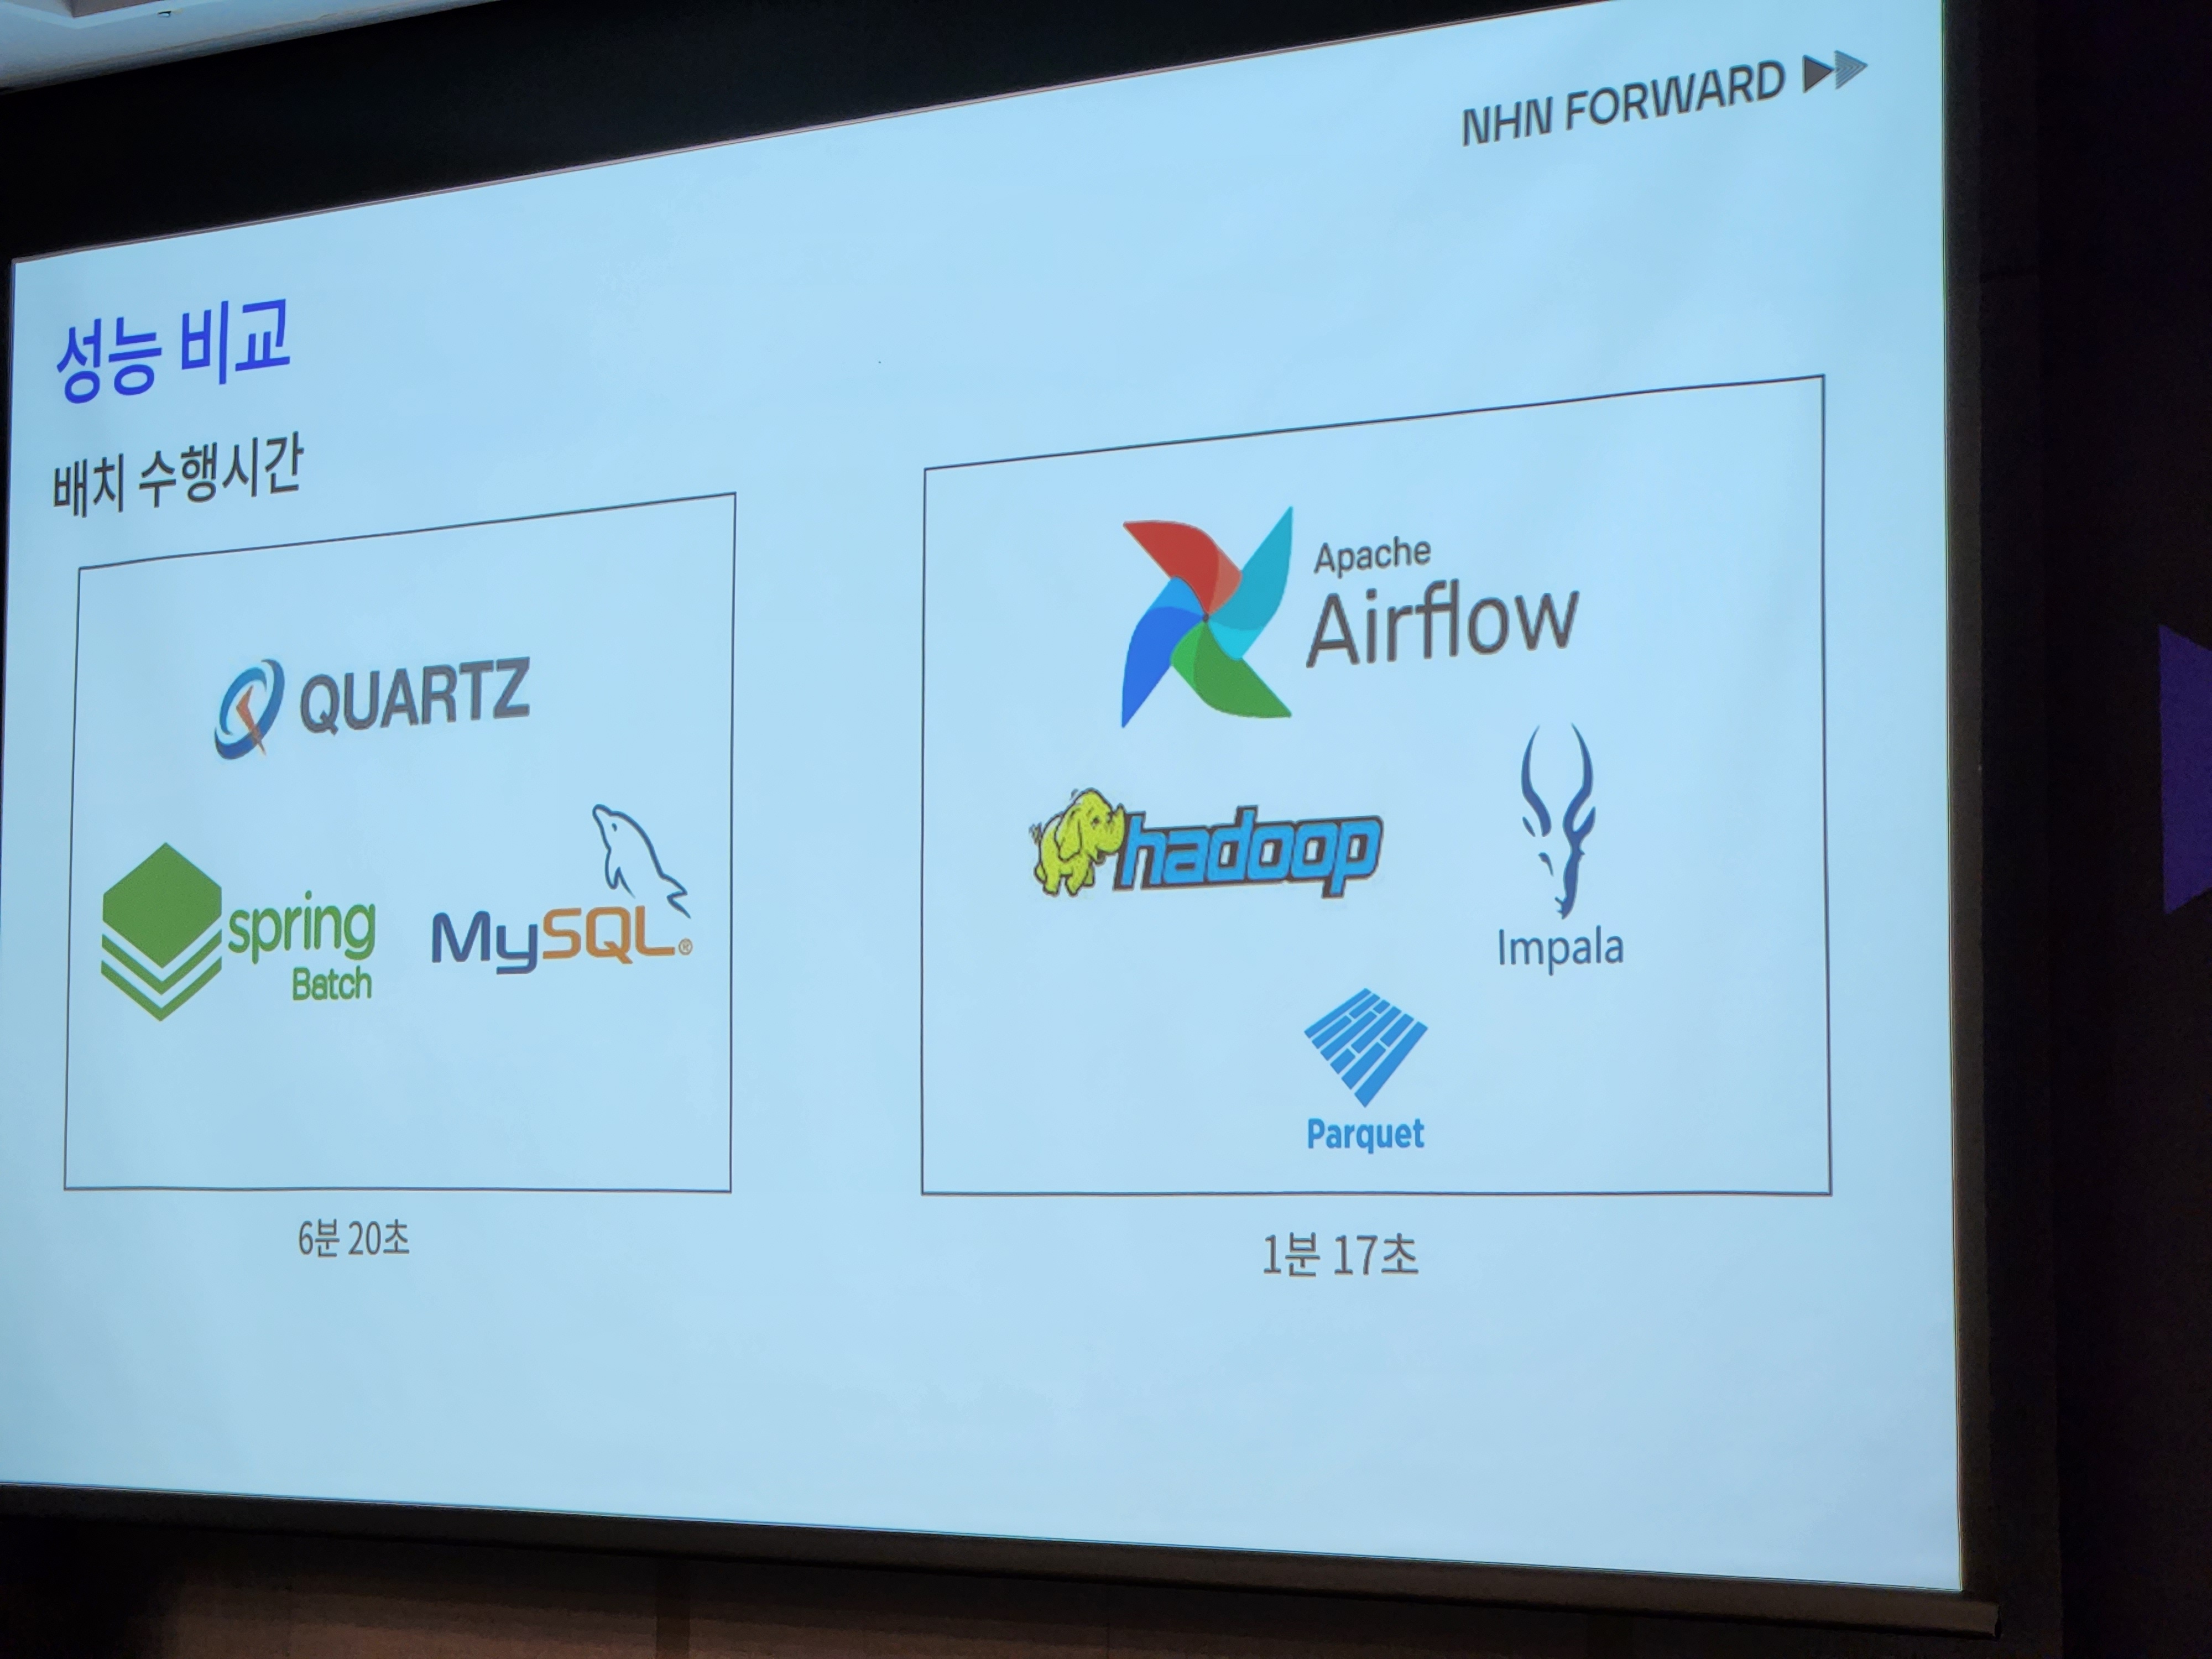 NHN FORWARD
성능 비교
배치 수행시간
QUARTZ
spring
Batch
MySQL®
6분 20초
Apache
Airflow
hadoop
Impala
Parquet
1분 17초